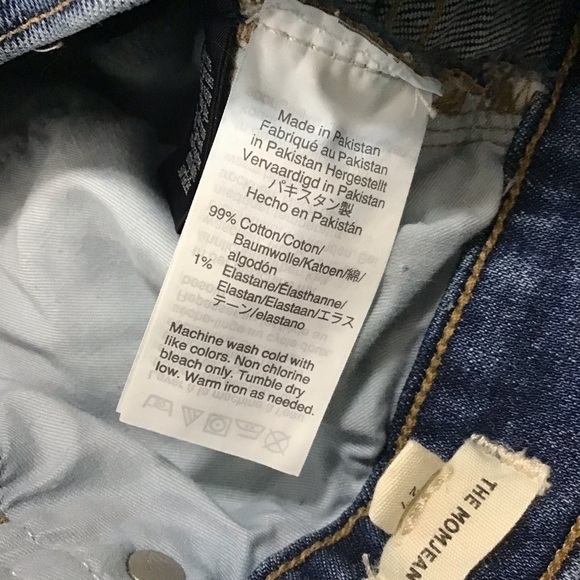 Made in Pakistan
Fabriqué au Pakistan
in Pakistan Hergestellt
Vervaardigd in Pakistan
パキスタン製
Hecho en Pakistán
99% Cotton/Coton/
Baumwolle/Katoen/綿/
algodón
1% Elastane/Élasthanne/
Elastan/Elastaan/エラス
テーン/elastano
Machine wash cold with
like colors. Non chlorine
bleach only. Tumble dry
low. Warm iron as needed.
27
THE MOMJEAN